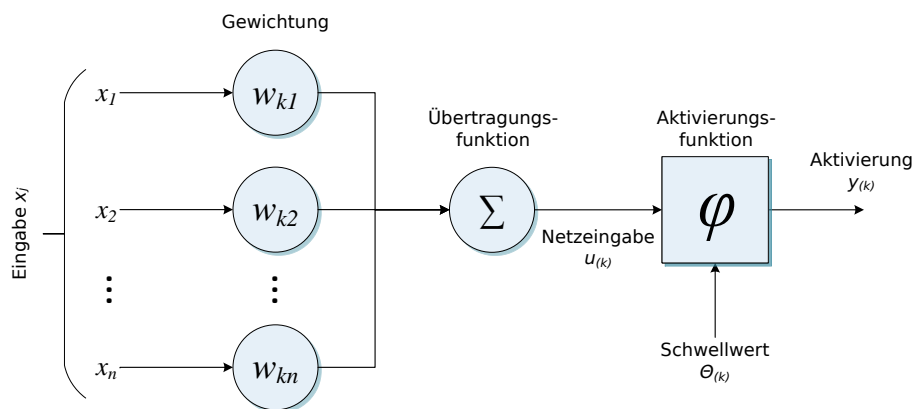 Gewichtung
Eingabe xj
x1
wk1
x2
wk2
⋮
⋮
xn
wkn
Übertragungs-
funktion
Σ
Netzeingabe
u(k)
Aktivierungs-
funktion
φ
Schwellwert
Θ(k)
Aktivierung
y(k)